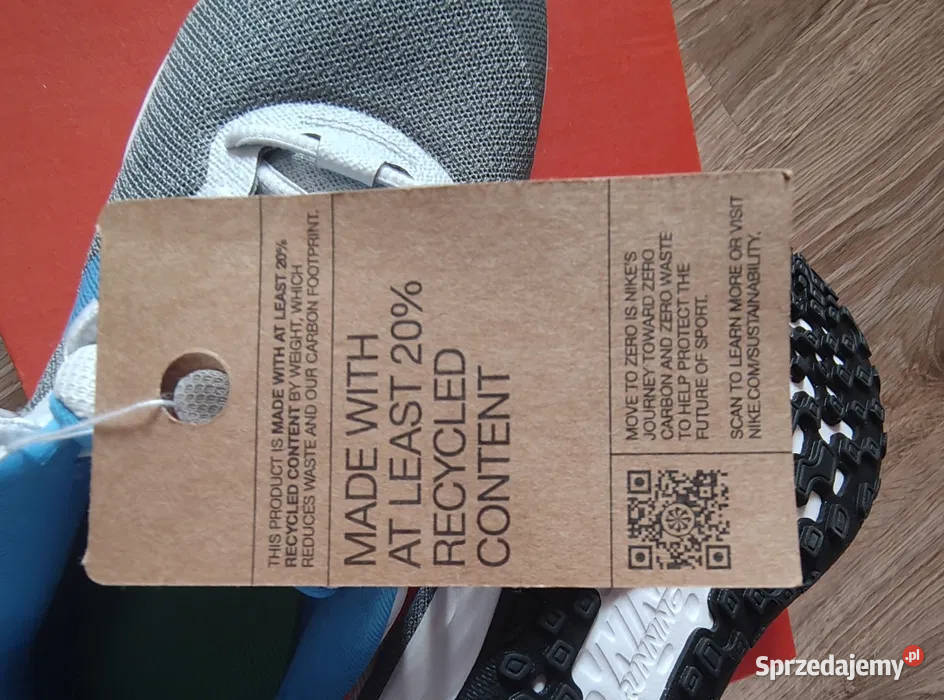 THIS PRODUCT IS MADE WITH AT LEAST 20%
RECYCLED CONTENT BY WEIGHT, WHICH
REDUCES WASTE AND OUR CARBON FOOTPRINT.
MADE WITH
AT LEAST 20%
RECYCLED
CONTENT
MOVE TO ZERO IS NIKE'S
JOURNEY TOWARD ZERO
CARBON AND ZERO WASTE
TO HELP PROTECT THE
FUTURE OF SPORT.
SCAN TO LEARN MORE OR VISIT
NIKE.COM/SUSTAINABILITY.
Sprzedajemy.pl